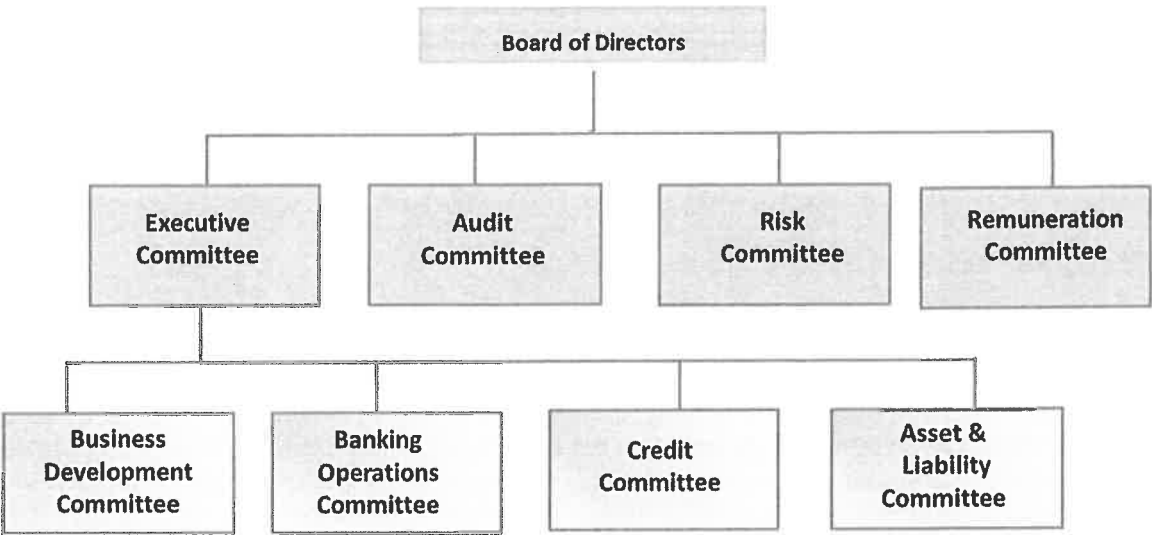 Board of Directors
Executive
Committee
Audit
Committee
Risk
Committee
Remuneration
Committee
Business
Development
Committee
Banking
Operations
Committee
Credit
Committee
Asset &
Liability
Committee